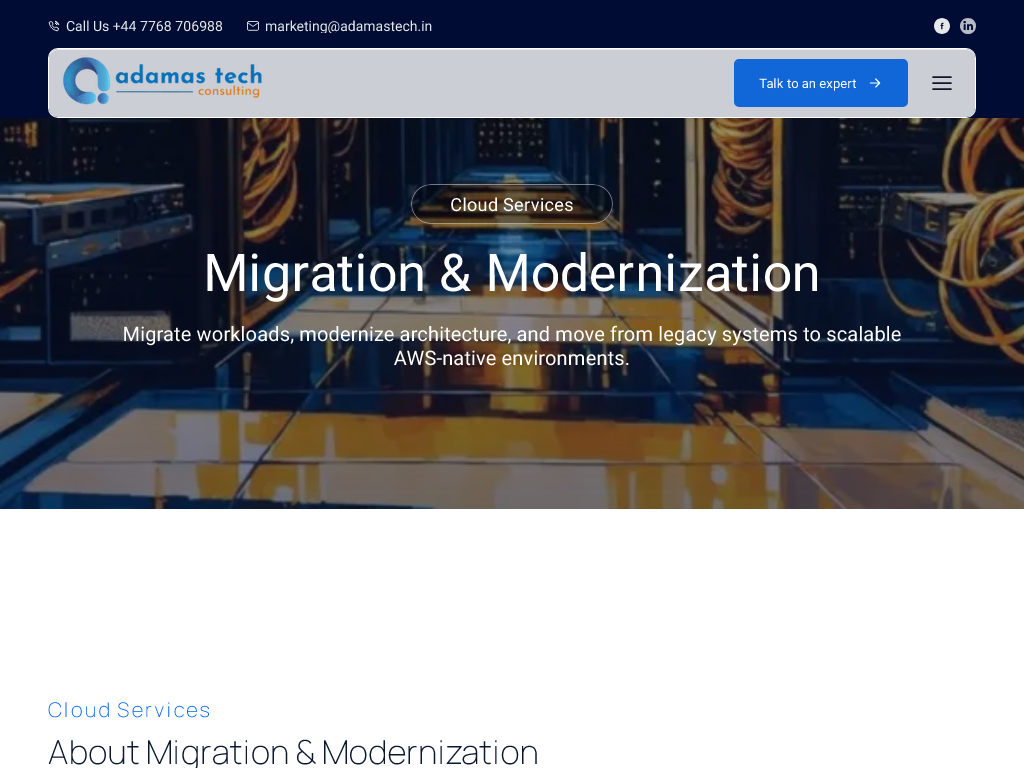 Call Us +44 7768 706988
marketing@adamastech.in
adamas tech
consulting
Talk to an expert
Cloud Services
Migration & Modernization
Migrate workloads, modernize architecture, and move from legacy systems to scalable
AWS-native environments.
Cloud Services
About Migration & Modernization